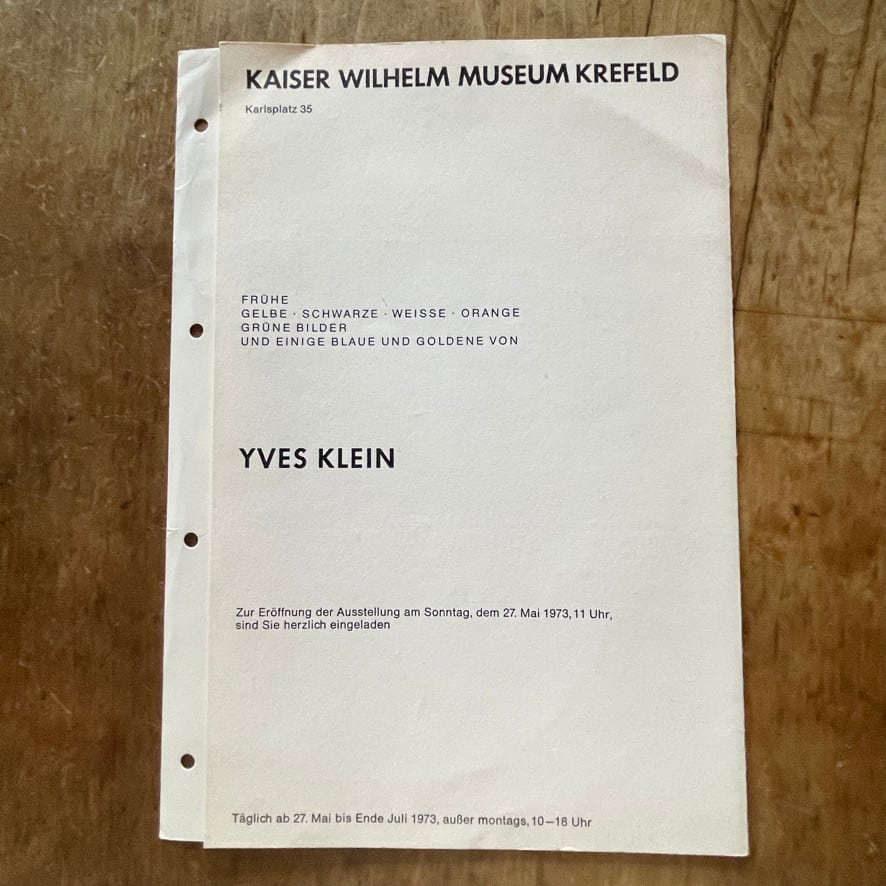 KAISER WILHELM MUSEUM KREFELD
Karlsplatz 35
FRÜHE
GELBE · SCHWARZE · WEISSE · ORANGE
GRÜNE BILDER
UND EINIGE BLAUE UND GOLDENE VON
YVES KLEIN
Zur Eröffnung der Ausstellung am Sonntag, dem 27. Mai 1973, 11 Uhr,
sind Sie herzlich eingeladen
Täglich ab 27. Mai bis Ende Juli 1973, außer montags, 10–18 Uhr